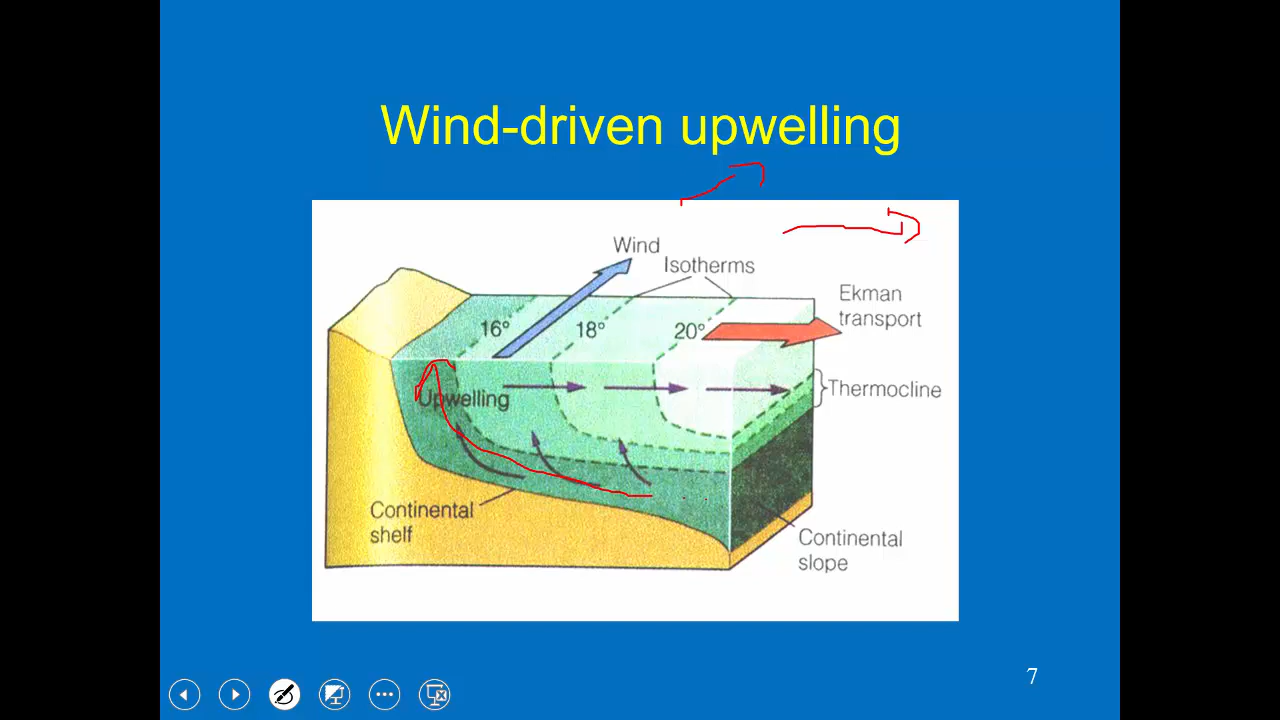 Wind-driven upwelling
Wind
Isotherms
Ekman
transport
16°
18°
20°
Upwelling
Thermocline
Continental
shelf
Continental
slope
7